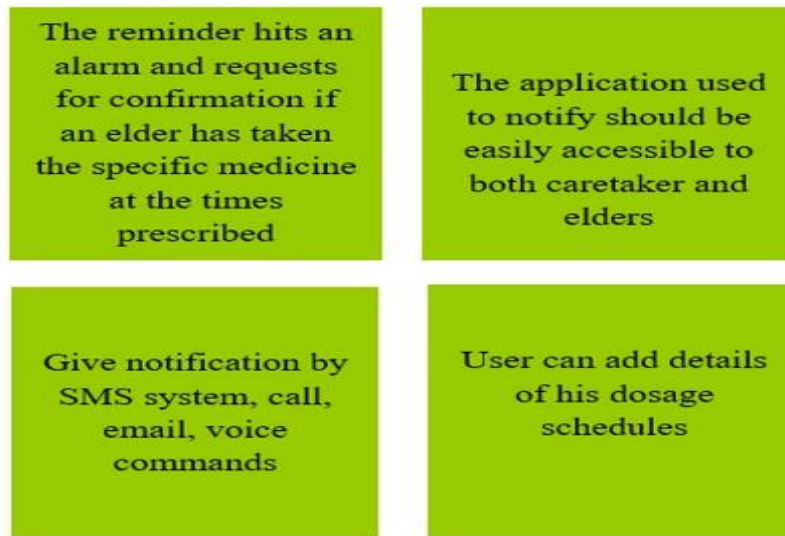 The reminder hits an
alarm and requests
for confirmation if
an elder has taken
the specific medicine
at the times
prescribed
The application used
to notify should be
easily accessible to
both caretaker and
elders
Give notification by
SMS system, call,
email, voice
commands
User can add details
of his dosage
schedules